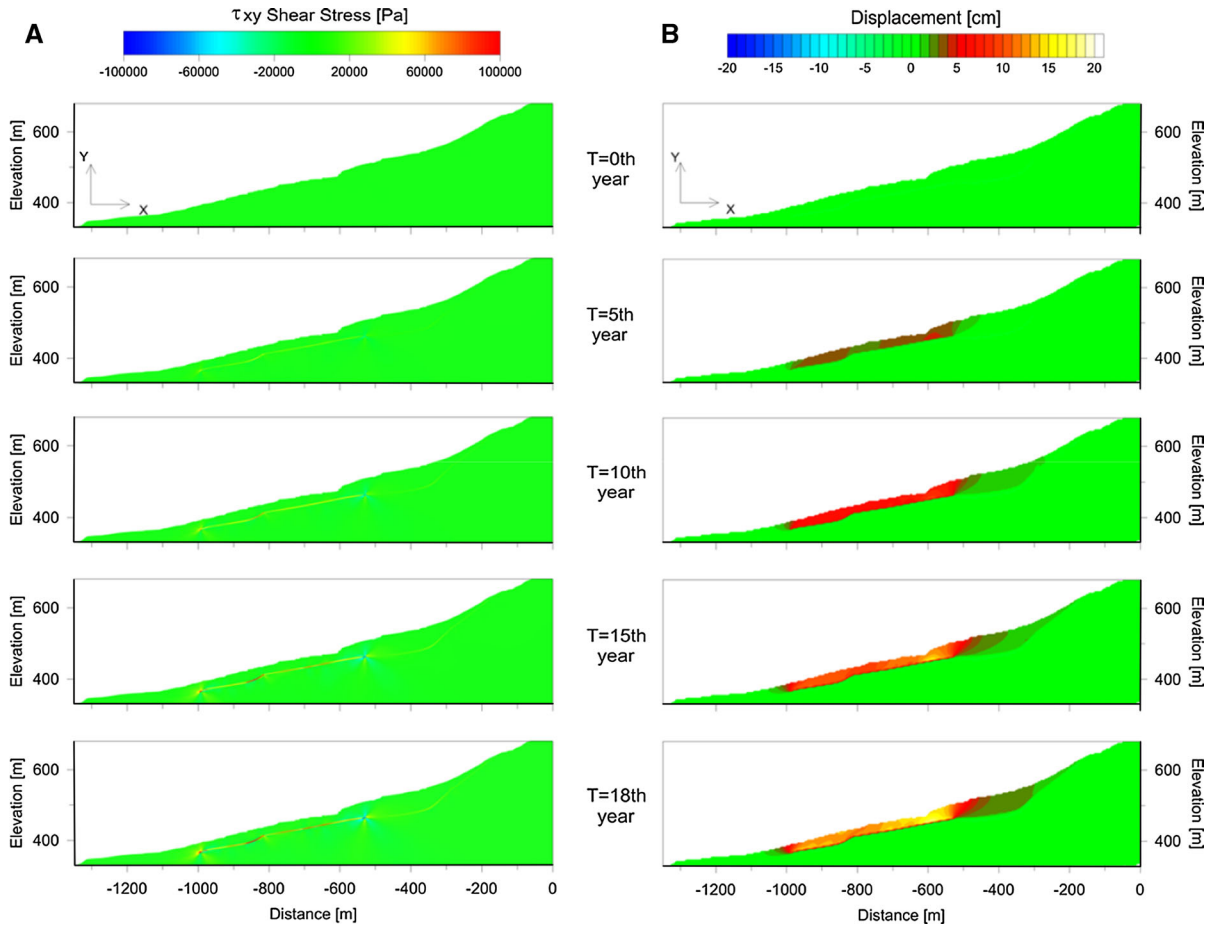 A
τxy Shear Stress [Pa]
-100000 -60000 -20000 20000 60000 100000
B
Displacement [cm]
-20 -15 -10 -5 0 5 10 15 20
Elevation [m]
600
400
Y
X
T=0th
year
Y
X
600
400
Elevation [m]
Elevation [m]
600
400
T=5th
year
600
400
Elevation [m]
Elevation [m]
600
400
T=10th
year
600
400
Elevation [m]
Elevation [m]
600
400
T=15th
year
600
400
Elevation [m]
Elevation [m]
600
400
T=18th
year
600
400
Elevation [m]
-1200 -1000 -800 -600 -400 -200 0
Distance [m]
-1200 -1000 -800 -600 -400 -200 0
Distance [m]